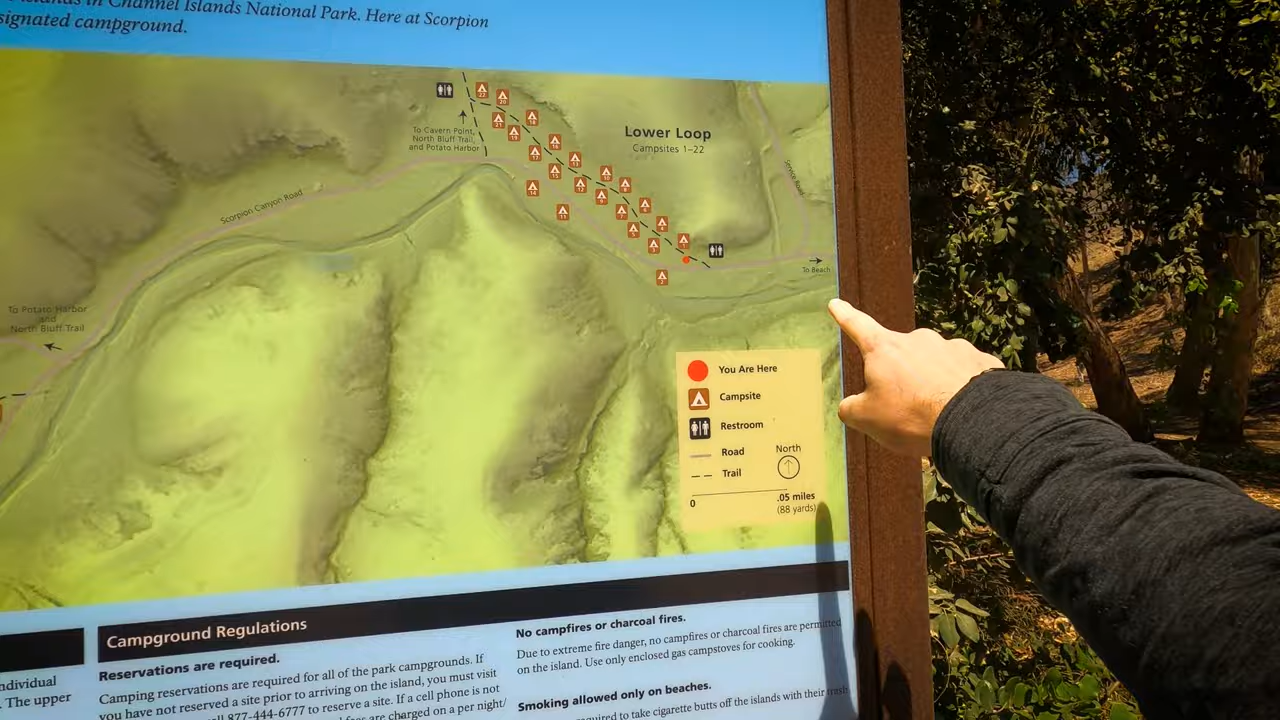 in Channel Islands National Park. Here at Scorpion
signated campground.
Lower Loop
Campsites 1–22
To Cavern Point,
North Bluff Trail,
and Potato Harbor
Scorpion Canyon Road
Service Road
To Beach
To Potato Harbor
and
North Bluff Trail
You Are Here
Campsite
Restroom
Road
Trail
North
0
.05 miles
(88 yards)
Campground Regulations
Reservations are required.
Camping reservations are required for all of the park campgrounds. If
you have not reserved a site prior to arriving on the island, you must visit
877-444-6777 to reserve a site. If a cell phone is not
are charged on a per night/
No campfires or charcoal fires.
Due to extreme fire danger, no campfires or charcoal fires are permitted
on the island. Use only enclosed gas campstoves for cooking.
Smoking allowed only on beaches.
required to take cigarette butts off the islands with their trash
ndividual
. The upper